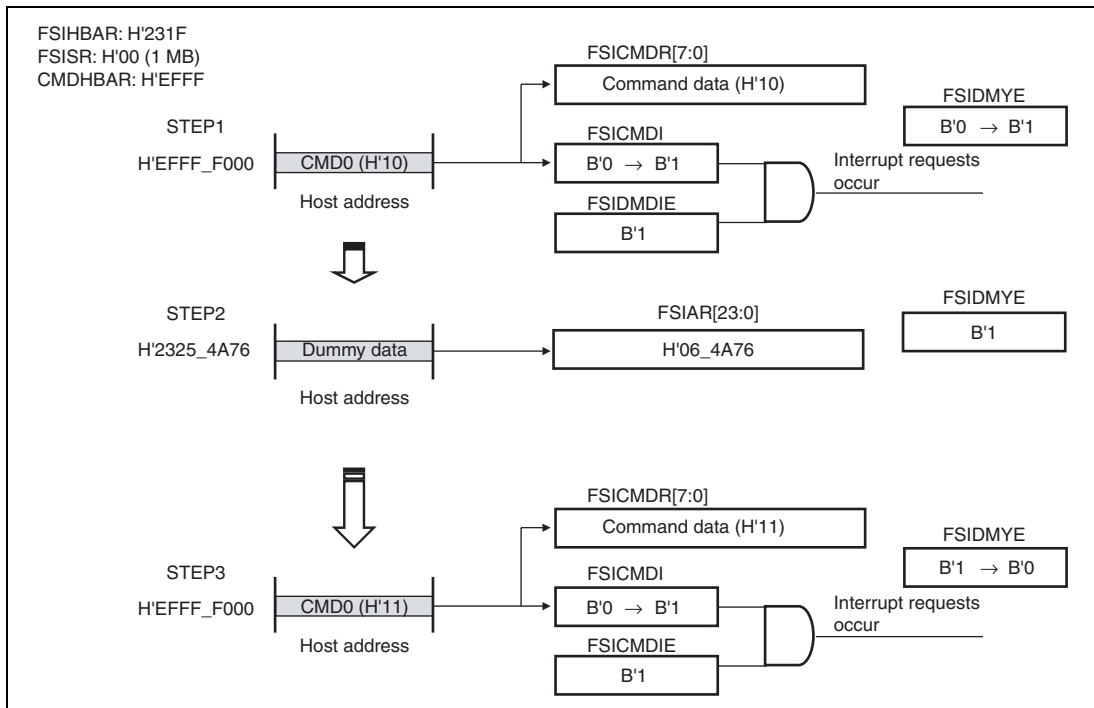 FSIHBAR: H'231F
FSISR: H'00 (1 MB)
CMDHBAR: H'EFFF
FSICMDR[7:0]
Command data (H'10)
FSIDMYE
B'0 → B'1
STEP1
H'EFFF_F000
CMD0 (H'10)
Host address
FSICMDI
B'0 → B'1
FSIDMDIE
B'1
Interrupt requests
occur
STEP2
H'2325_4A76
Dummy data
Host address
FSIAR[23:0]
H'06_4A76
FSIDMYE
B'1
FSICMDR[7:0]
Command data (H'11)
FSIDMYE
B'1 → B'0
STEP3
H'EFFF_F000
CMD0 (H'11)
Host address
FSICMDI
B'0 → B'1
FSICMDIE
B'1
Interrupt requests
occur